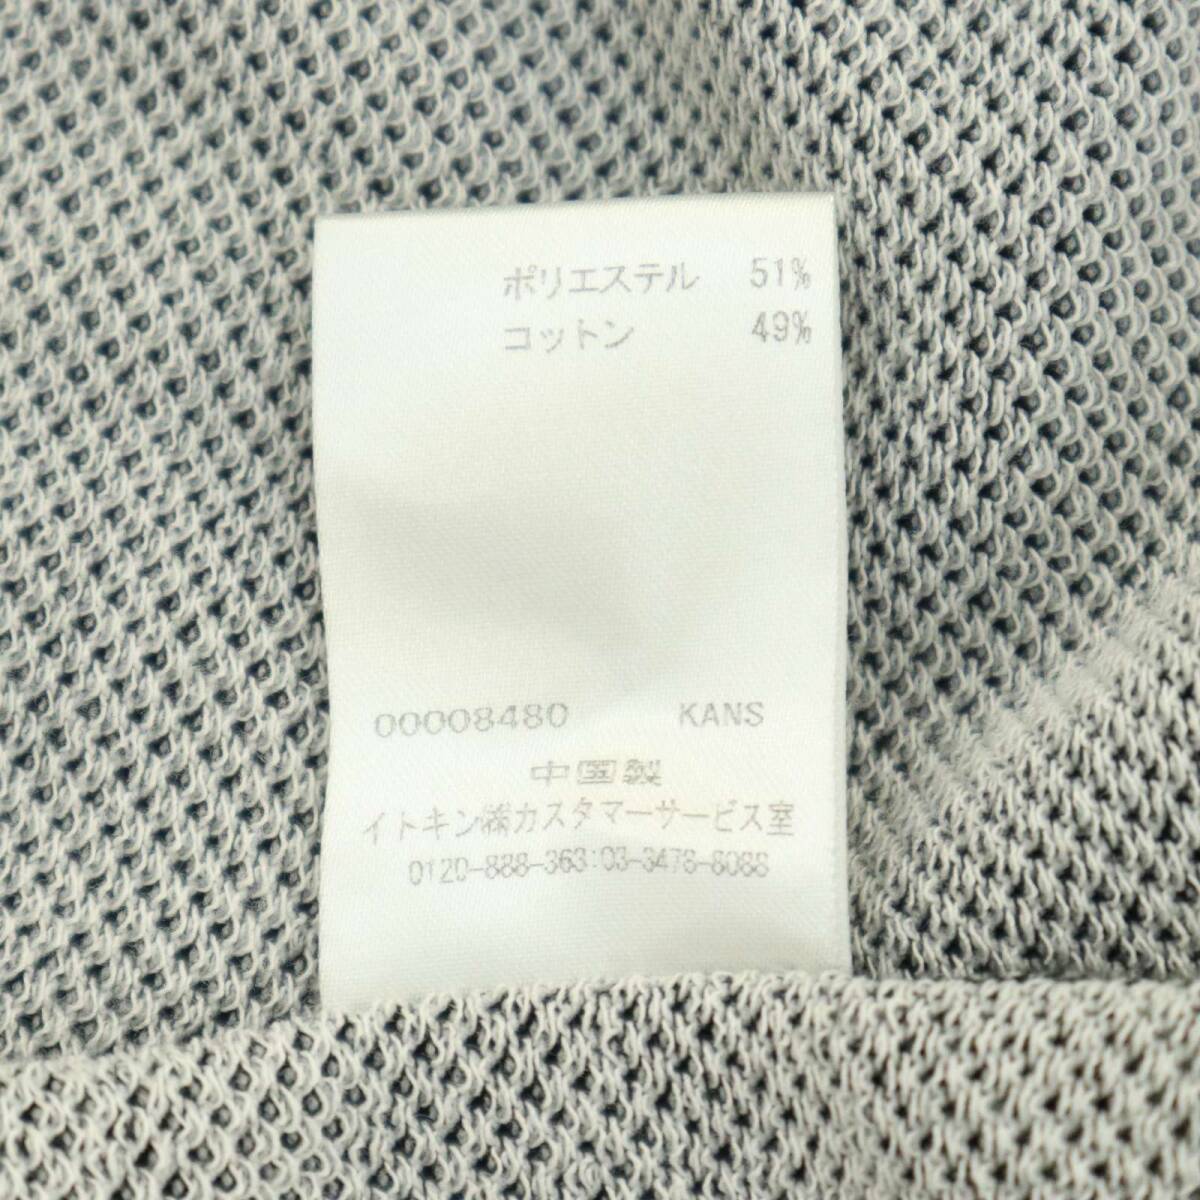 ポリエステル 51%
コットン 49%
00008480 KANS
中国製
イトキン㈱カスタマーサービス室
0120-888-363:03-3478-8088